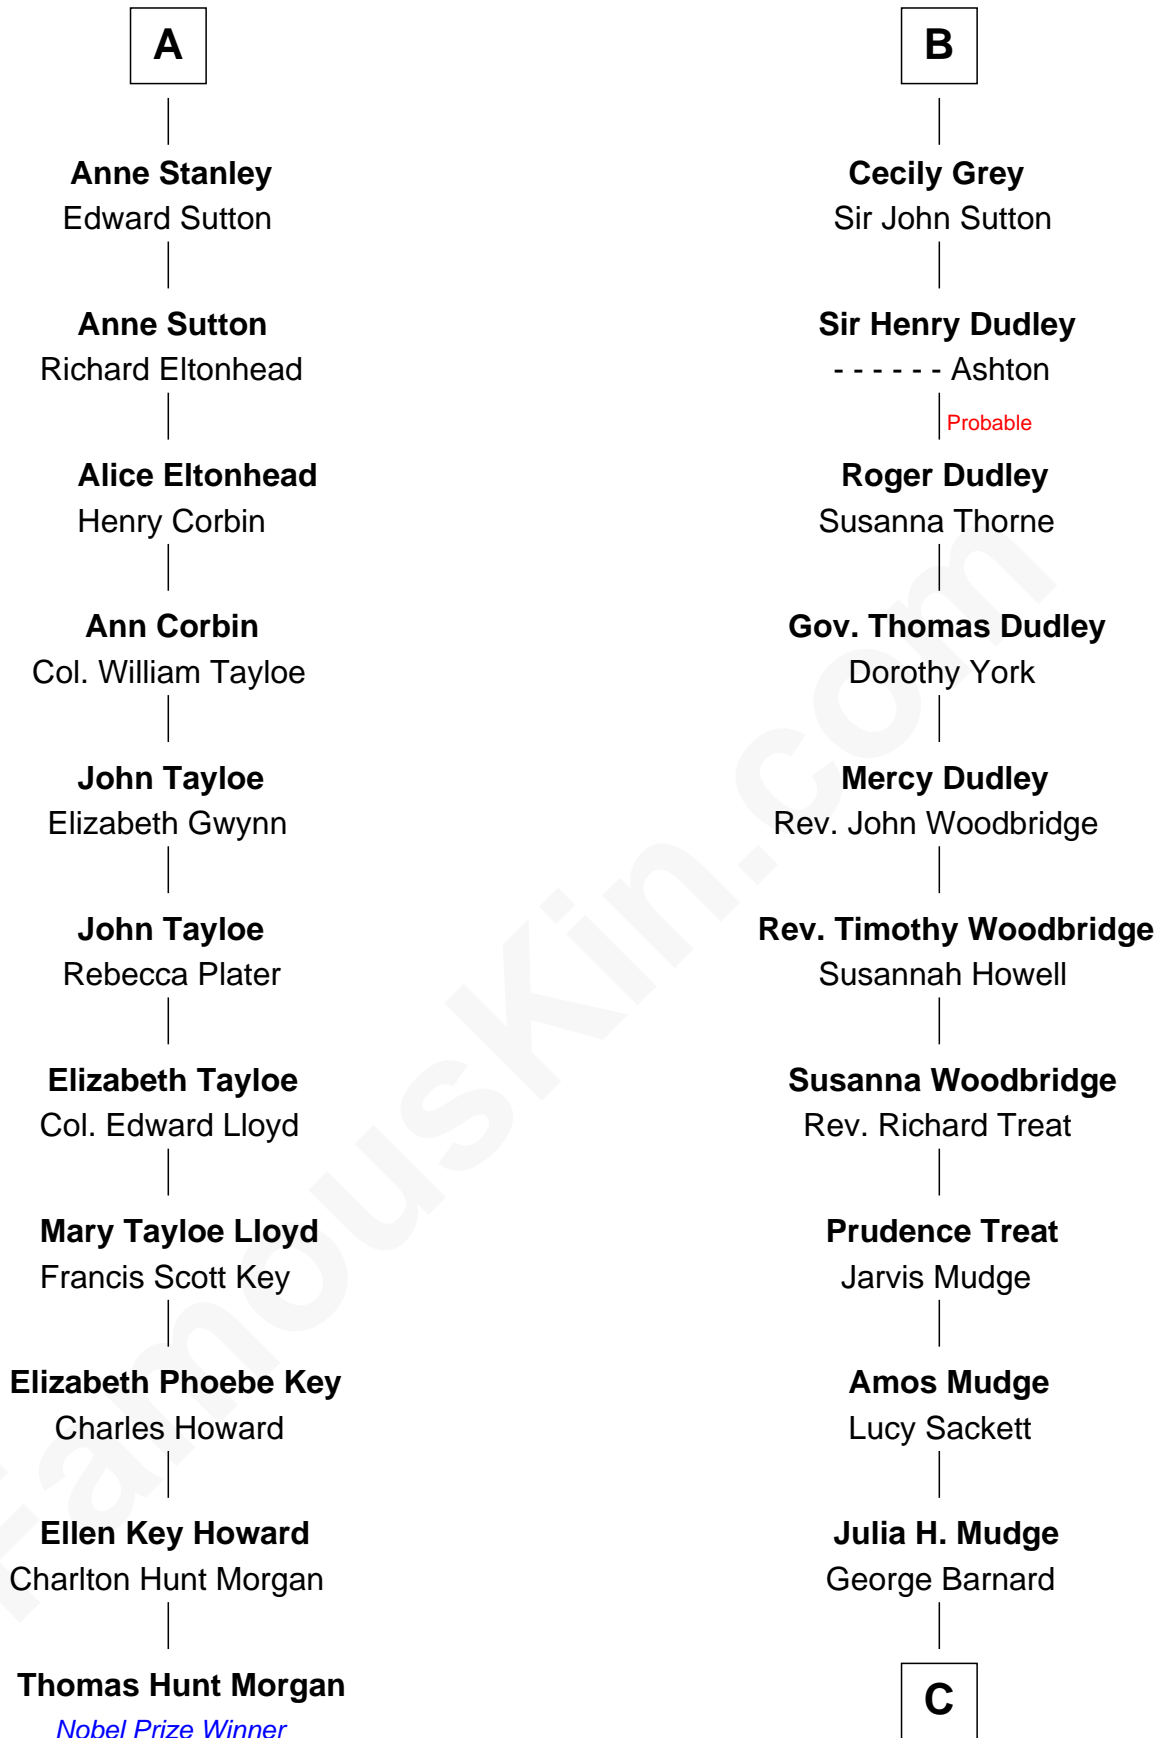 A
Anne Stanley
Edward Sutton
Anne Sutton
Richard Eltonhead
Alice Eltonhead
Henry Corbin
Ann Corbin
Col. William Tayloe
John Tayloe
Elizabeth Gwynn
John Tayloe
Rebecca Plater
Elizabeth Tayloe
Col. Edward Lloyd
Mary Tayloe Lloyd
Francis Scott Key
Elizabeth Phoebe Key
Charles Howard
Ellen Key Howard
Charlton Hunt Morgan
Thomas Hunt Morgan
Nobel Prize Winner
B
Cecily Grey
Sir John Sutton
Sir Henry Dudley
- - - - - - Ashton
Probable
Roger Dudley
Susanna Thorne
Gov. Thomas Dudley
Dorothy York
Mercy Dudley
Rev. John Woodbridge
Rev. Timothy Woodbridge
Susannah Howell
Susanna Woodbridge
Rev. Richard Treat
Prudence Treat
Jarvis Mudge
Amos Mudge
Lucy Sackett
Julia H. Mudge
George Barnard
C
FamousKin.com